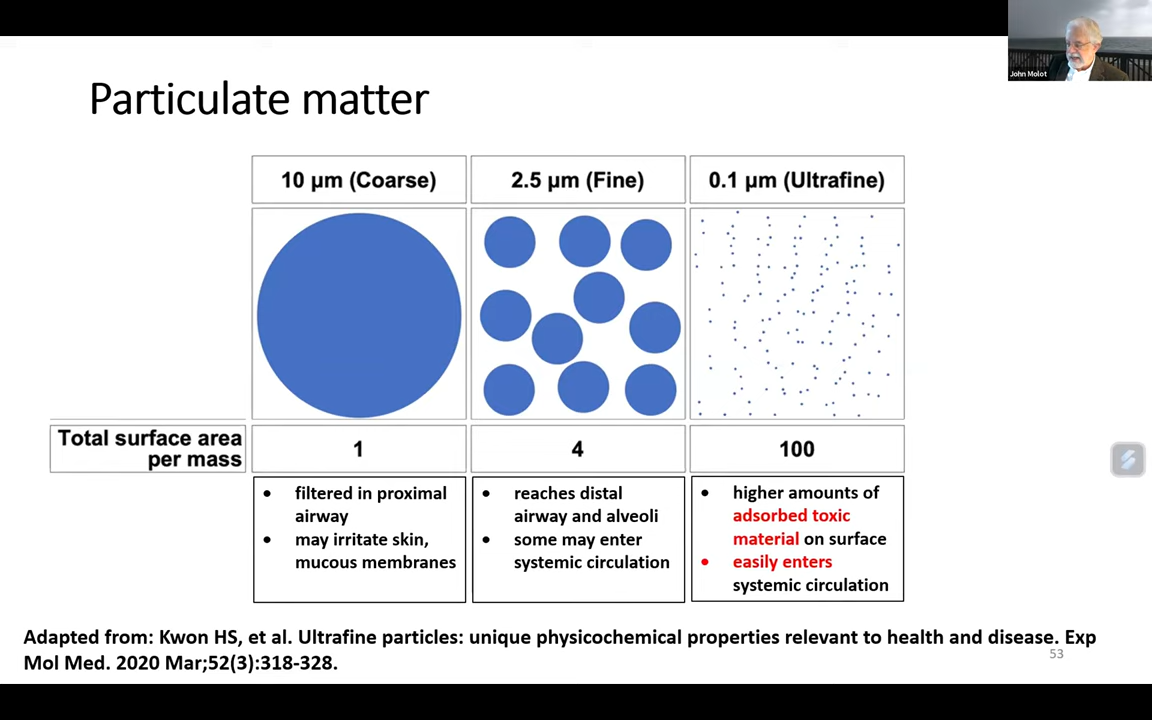 John Molot
Particulate matter
10 µm (Coarse)
2.5 µm (Fine)
0.1 µm (Ultrafine)
Total surface area
per mass
1
4
100
• filtered in proximal
airway
• may irritate skin,
mucous membranes
• reaches distal
airway and alveoli
• some may enter
systemic circulation
• higher amounts of
adsorbed toxic
material on surface
• easily enters
systemic circulation
Adapted from: Kwon HS, et al. Ultrafine particles: unique physicochemical properties relevant to health and disease. Exp
Mol Med. 2020 Mar;52(3):318-328.
53